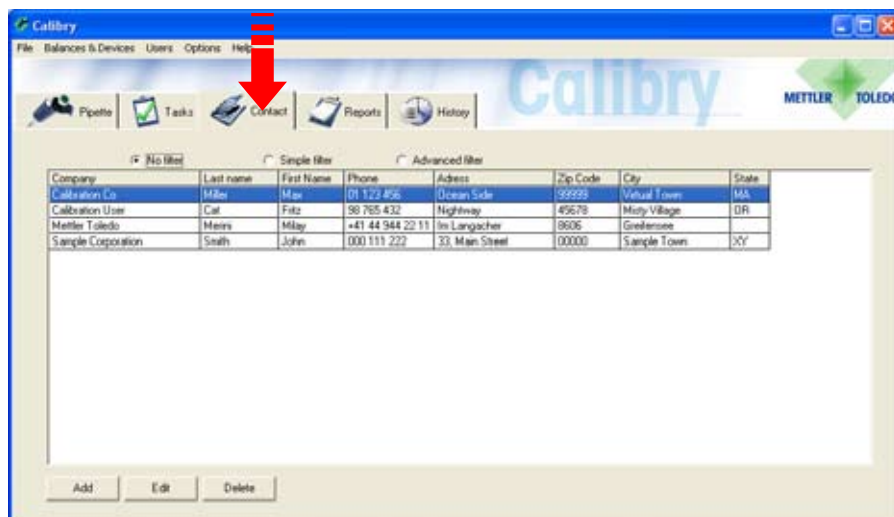 Calibry
File Balances & Devices Users Options Help
Calibry
METTLER TOLEDO
Pipette Tasks Contact Reports History
No filter Simple filter Advanced filter
Company Last name First Name Phone Adress Zip Code City State
Calibration Co Miller Max 01 123 456 Ocean Side 99999 Virtual Town MA
Calibration User Cat Fritz 98 765 432 Nightway 45678 Misty Village OR
Mettler Toledo Milay +41 44 944 22 11 Im Langacher 8606 Greifensee
Sample Corporation Smith John 000 111 222 33, Main Street 00000 Sample Town XY
Add Edit Delete